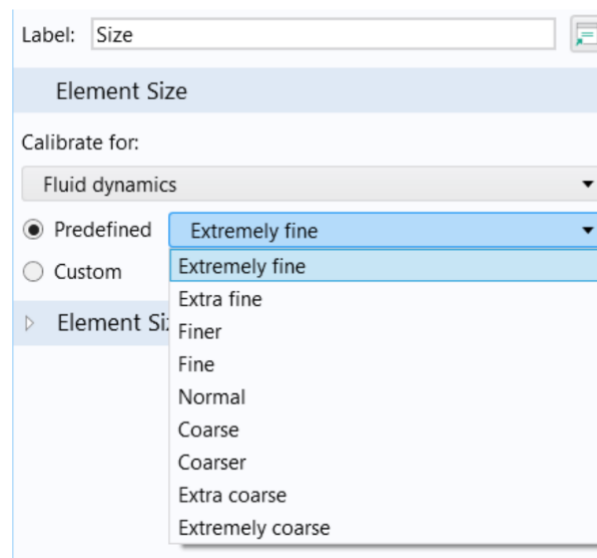 Label: Size
Element Size
Calibrate for:
Fluid dynamics
Predefined Extremely fine
Custom Extremely fine
Extra fine
Finer
Element
Fine
Normal
Coarse
Coarser
Extra coarse
Extremely coarse